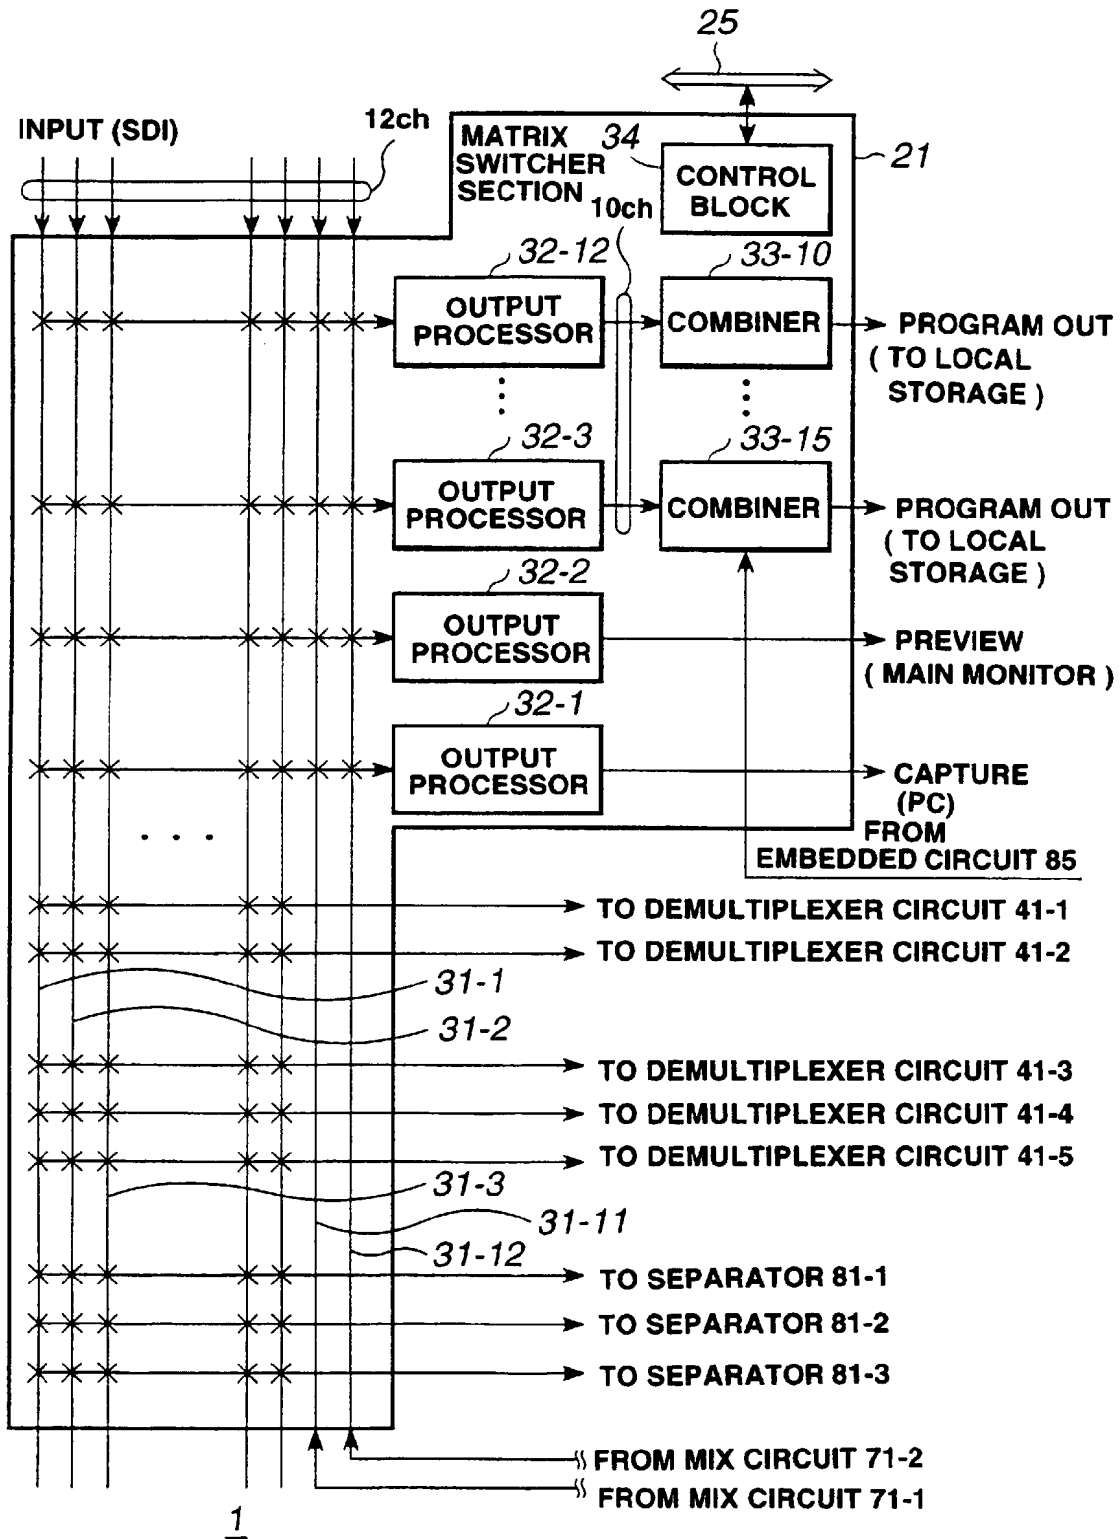 25
INPUT (SDI)
12ch
MATRIX
SWITCHER
SECTION
34
CONTROL
BLOCK
21
10ch
32-12
OUTPUT
PROCESSOR
33-10
COMBINER
PROGRAM OUT
( TO LOCAL
STORAGE )
32-3
OUTPUT
PROCESSOR
33-15
COMBINER
PROGRAM OUT
( TO LOCAL
STORAGE )
32-2
OUTPUT
PROCESSOR
PREVIEW
( MAIN MONITOR )
32-1
OUTPUT
PROCESSOR
CAPTURE
(PC)
FROM
EMBEDDED CIRCUIT 85
TO DEMULTIPLEXER CIRCUIT 41-1
TO DEMULTIPLEXER CIRCUIT 41-2
31-1
31-2
TO DEMULTIPLEXER CIRCUIT 41-3
TO DEMULTIPLEXER CIRCUIT 41-4
TO DEMULTIPLEXER CIRCUIT 41-5
31-3
31-11
31-12
TO SEPARATOR 81-1
TO SEPARATOR 81-2
TO SEPARATOR 81-3
FROM MIX CIRCUIT 71-2
FROM MIX CIRCUIT 71-1
1